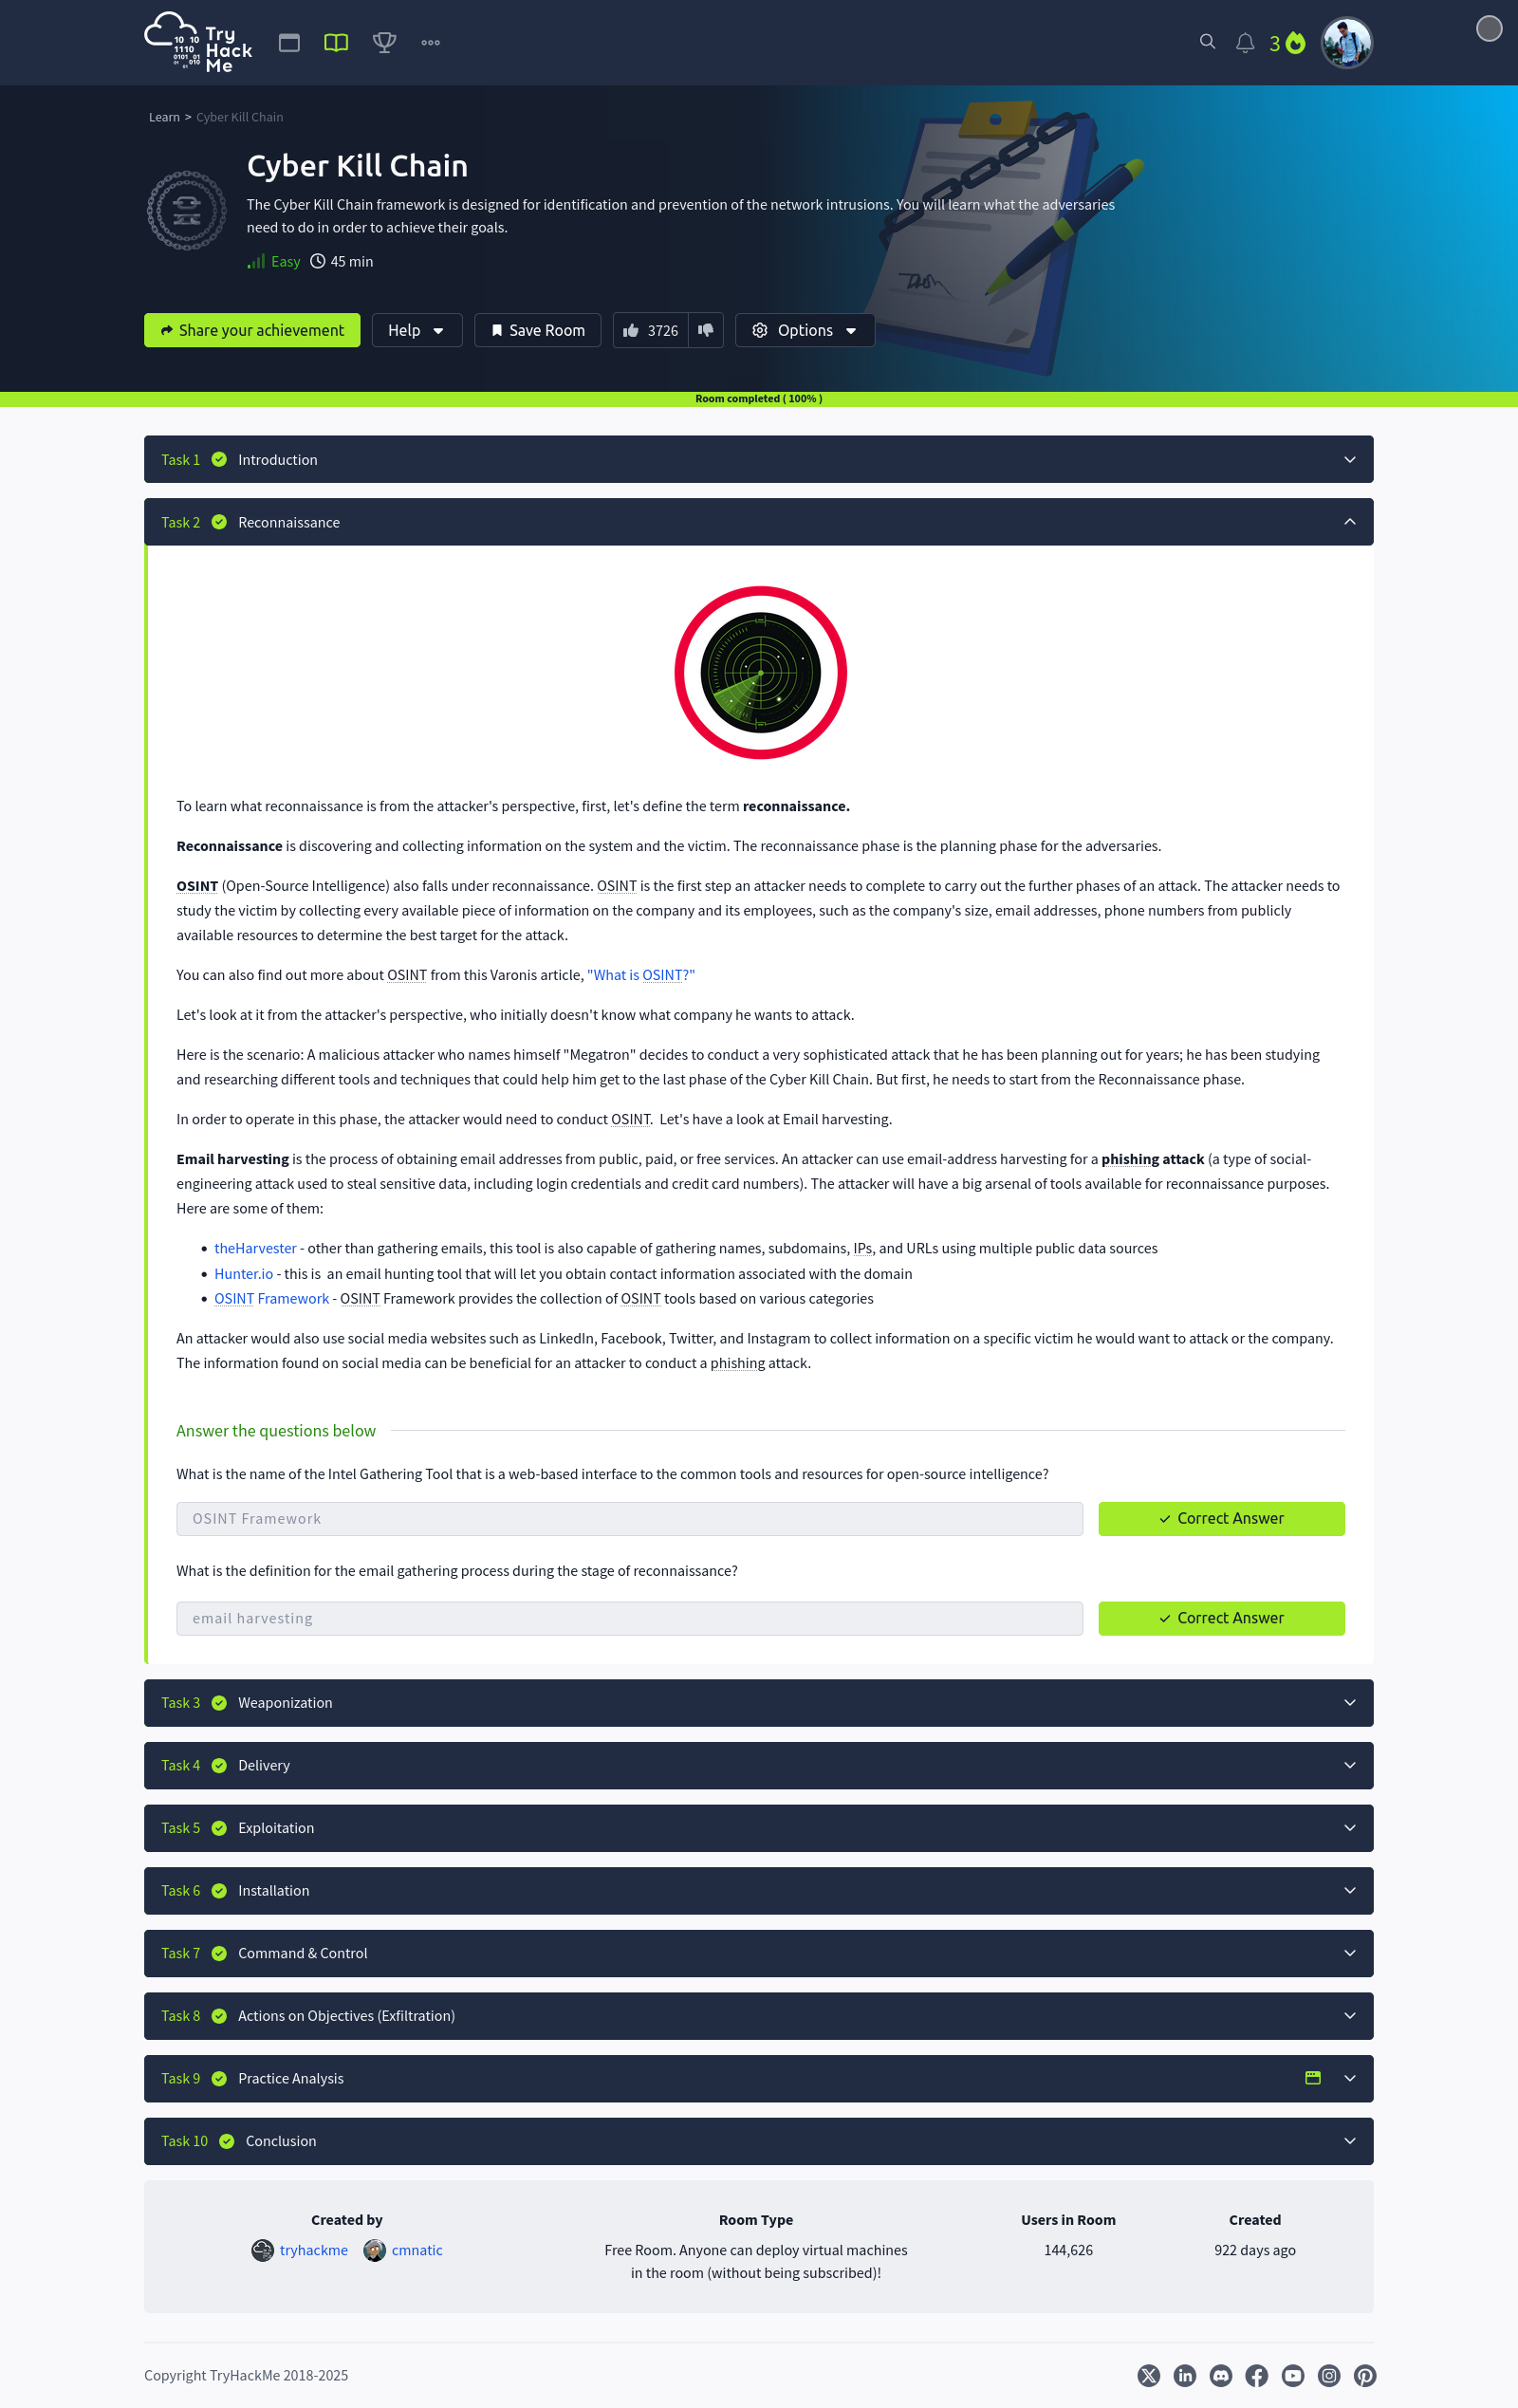 Try
Hack
Me
3
Learn > Cyber Kill Chain
Cyber Kill Chain
The Cyber Kill Chain framework is designed for identification and prevention of the network intrusions. You will learn what the adversaries
need to do in order to achieve their goals.
Easy 45 min
Share your achievement Help Save Room 3726 Options
Room completed ( 100% )
Task 1 Introduction
Task 2 Reconnaissance
To learn what reconnaissance is from the attacker's perspective, first, let's define the term reconnaissance.
Reconnaissance is discovering and collecting information on the system and the victim. The reconnaissance phase is the planning phase for the adversaries.
OSINT (Open-Source Intelligence) also falls under reconnaissance. OSINT is the first step an attacker needs to complete to carry out the further phases of an attack. The attacker needs to
study the victim by collecting every available piece of information on the company and its employees, such as the company's size, email addresses, phone numbers from publicly
available resources to determine the best target for the attack.
You can also find out more about OSINT from this Varonis article, "What is OSINT?"
Let's look at it from the attacker's perspective, who initially doesn't know what company he wants to attack.
Here is the scenario: A malicious attacker who names himself "Megatron" decides to conduct a very sophisticated attack that he has been planning out for years; he has been studying
and researching different tools and techniques that could help him get to the last phase of the Cyber Kill Chain. But first, he needs to start from the Reconnaissance phase.
In order to operate in this phase, the attacker would need to conduct OSINT.  Let's have a look at Email harvesting.
Email harvesting is the process of obtaining email addresses from public, paid, or free services. An attacker can use email-address harvesting for a phishing attack (a type of social-
engineering attack used to steal sensitive data, including login credentials and credit card numbers). The attacker will have a big arsenal of tools available for reconnaissance purposes.
Here are some of them:
• theHarvester - other than gathering emails, this tool is also capable of gathering names, subdomains, IPs, and URLs using multiple public data sources
• Hunter.io - this is  an email hunting tool that will let you obtain contact information associated with the domain
• OSINT Framework - OSINT Framework provides the collection of OSINT tools based on various categories
An attacker would also use social media websites such as LinkedIn, Facebook, Twitter, and Instagram to collect information on a specific victim he would want to attack or the company.
The information found on social media can be beneficial for an attacker to conduct a phishing attack.
Answer the questions below
What is the name of the Intel Gathering Tool that is a web-based interface to the common tools and resources for open-source intelligence?
OSINT Framework Correct Answer
What is the definition for the email gathering process during the stage of reconnaissance?
email harvesting Correct Answer
Task 3 Weaponization
Task 4 Delivery
Task 5 Exploitation
Task 6 Installation
Task 7 Command & Control
Task 8 Actions on Objectives (Exfiltration)
Task 9 Practice Analysis
Task 10 Conclusion
Created by Room Type Users in Room Created
tryhackme cmnatic Free Room. Anyone can deploy virtual machines 144,626 922 days ago
in the room (without being subscribed)!
Copyright TryHackMe 2018-2025